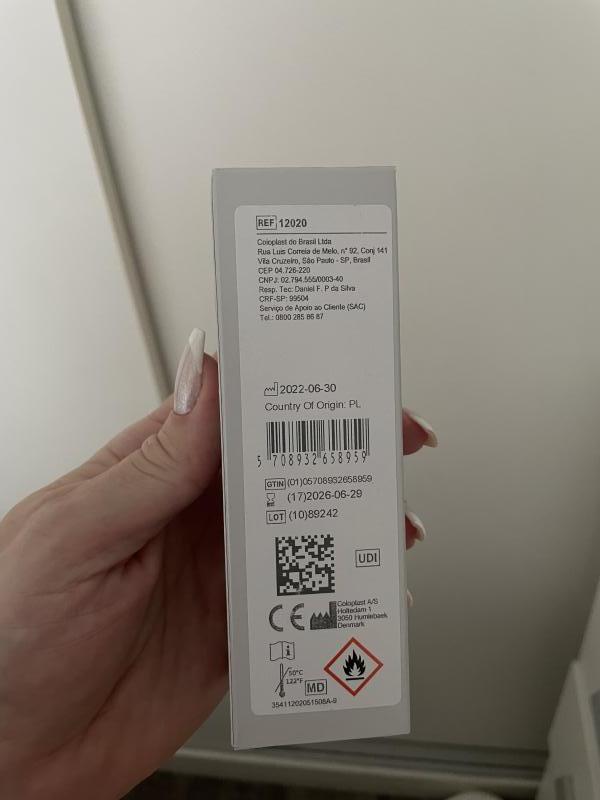 REF 12020
Coloplast do Brasil Ltda
Rua Luis Correia de Melo, n° 92, Conj 141
Vila Cruzeiro, São Paulo - SP, Brasil
CEP 04.726-220
CNPJ: 02.794.555/0003-40
Resp. Tec: Daniel F. P da Silva
CRF-SP: 99504
Serviço de Apoio ao Cliente (SAC)
Tel.: 0800 285 86 87
2022-06-30
Country Of Origin: PL
5 708932 658959
GTIN (01)05708932658959
(17)2026-06-29
LOT (10)89242
UDI
CE
Coloplast A/S
Holtedam 1
3050 Humlebaek
Denmark
i
50°C
122°F
MD
35411202051508A-9